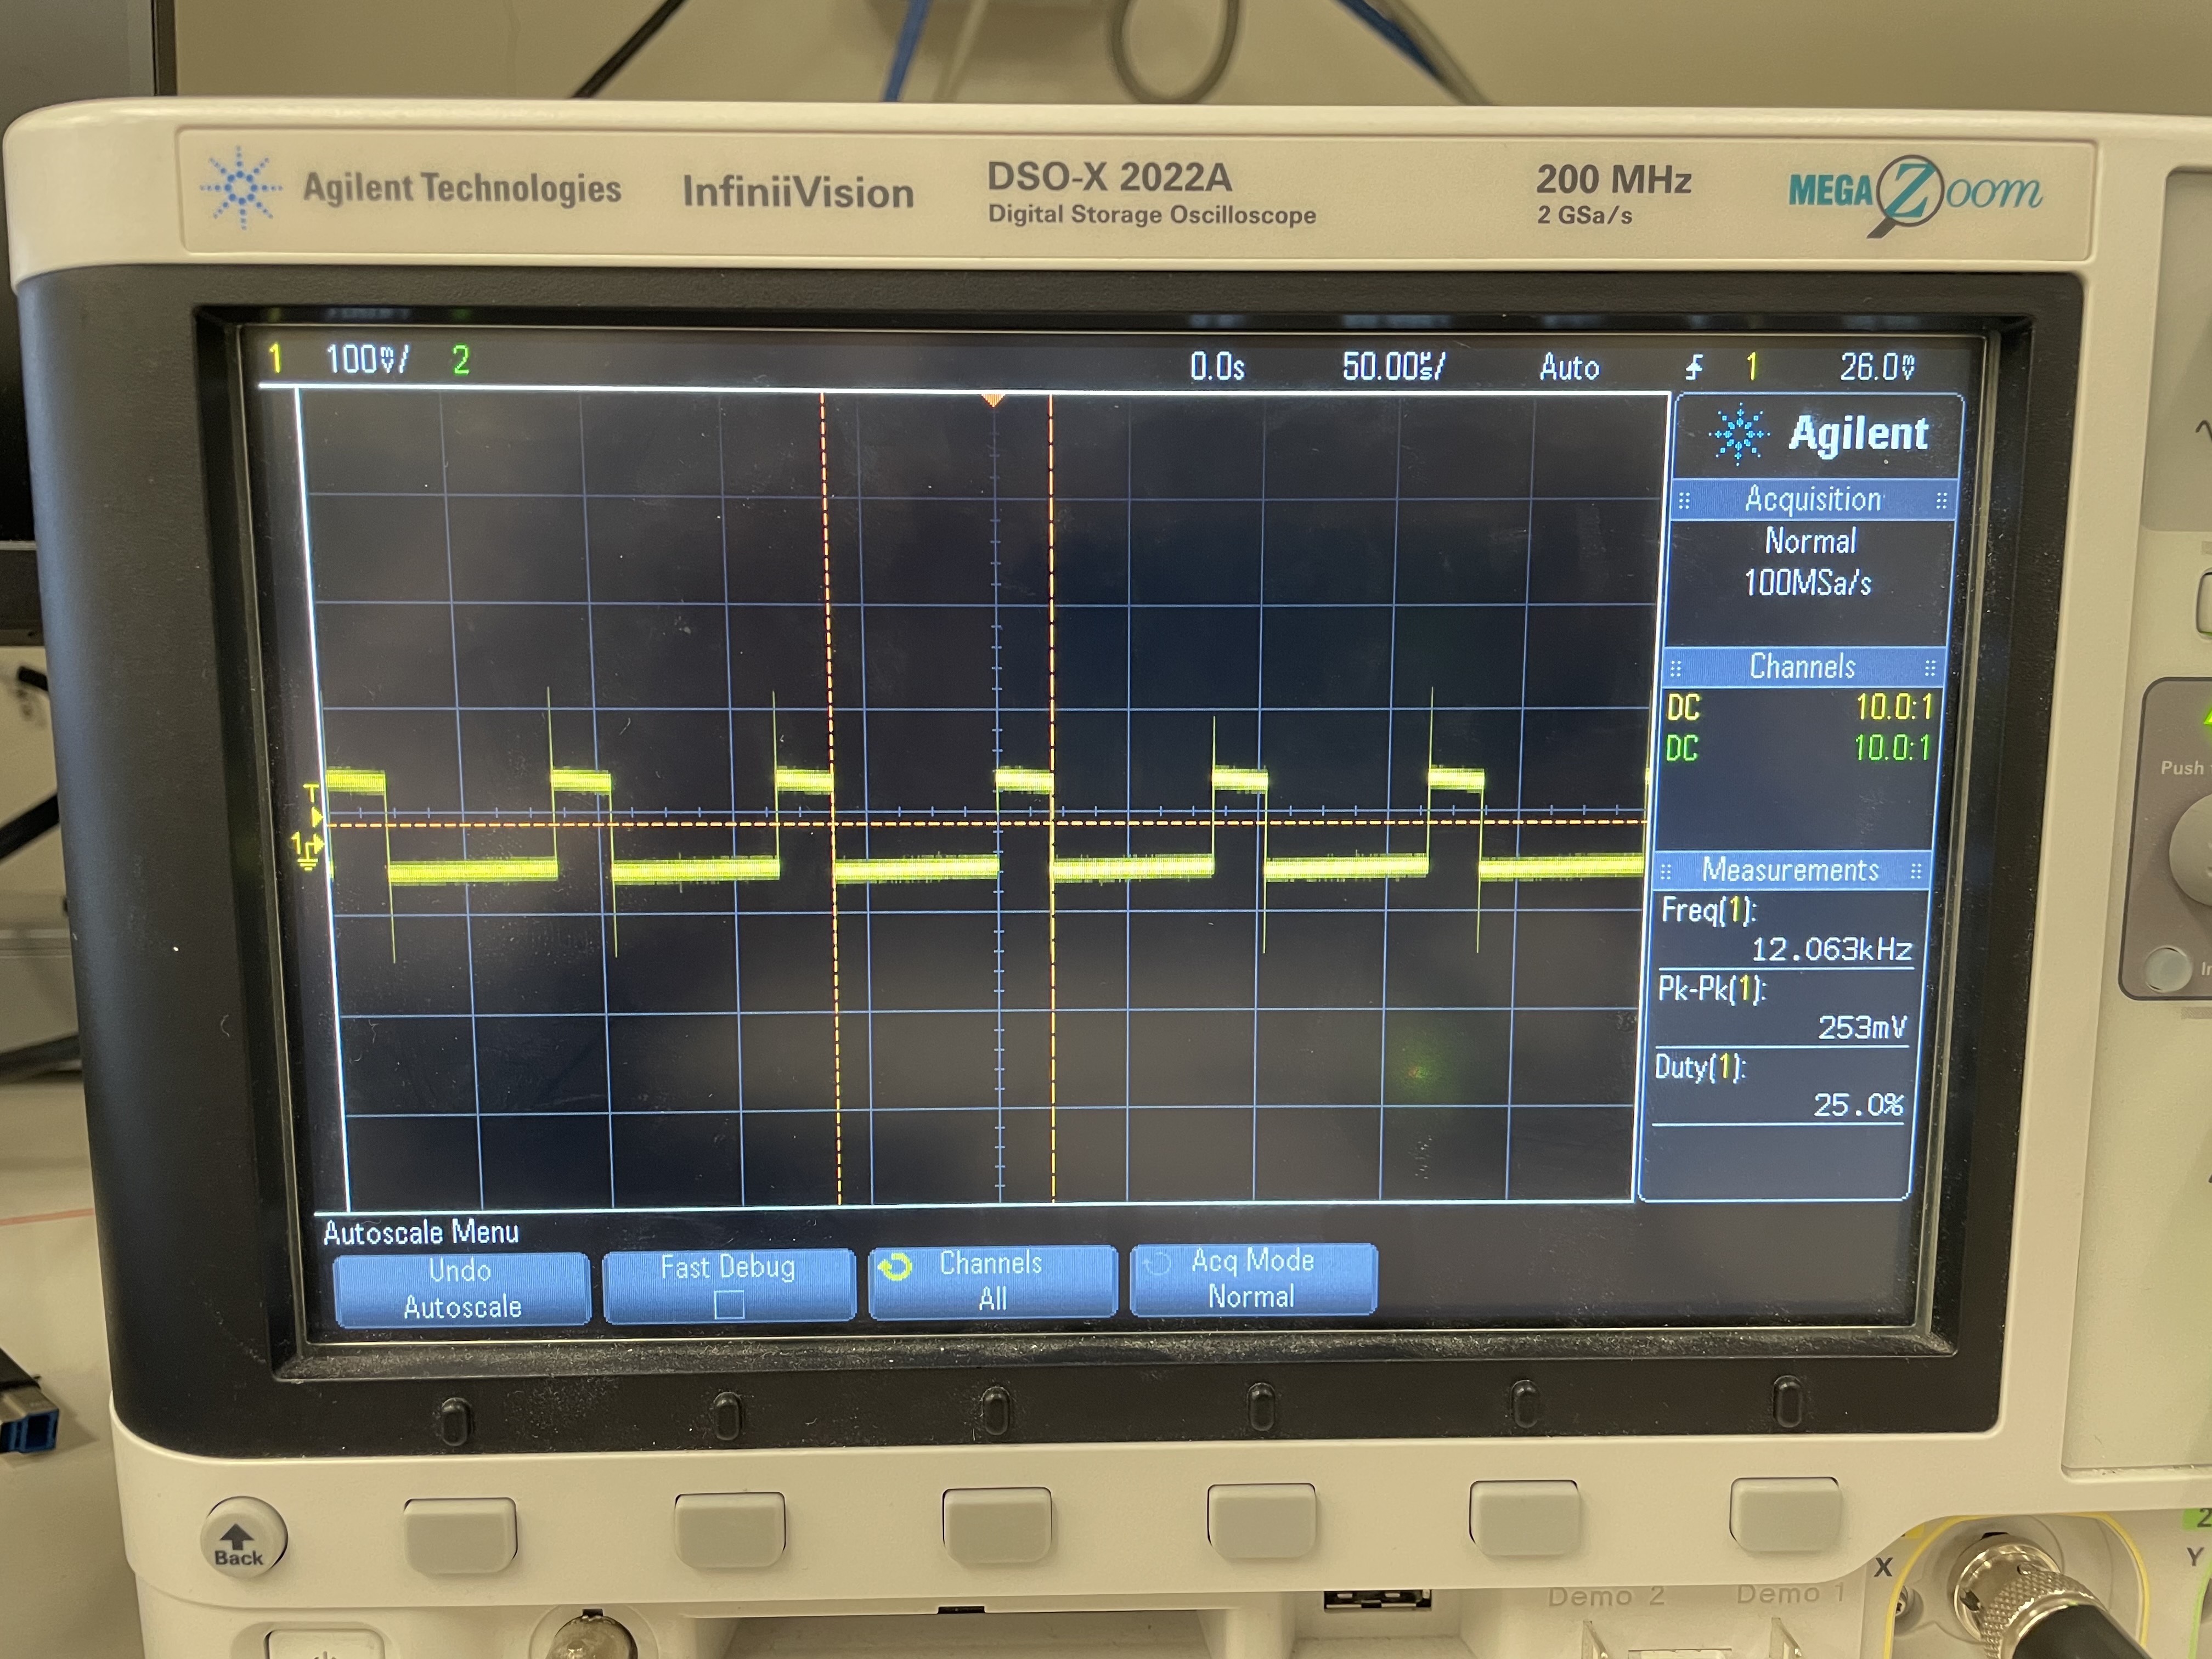 Agilent Technologies InfiniiVision DSO-X 2022A 200 MHz MEGA Zoom
Digital Storage Oscilloscope 2 GSa/s
1 100mV/ 2 0.0s 50.00us/ Auto 1 26.0mV
Agilent
Acquisition
Normal
100MSa/s
Channels
DC 10.0:1
DC 10.0:1
Push
T
1
Measurements
Freq(1):
12.063kHz
Pk-Pk(1):
253mV
Duty(1):
25.0%
Autoscale Menu
Undo
Autoscale
Fast Debug
Channels
All
Acq Mode
Normal
Back
X
2
Y
Demo 2 Demo 1